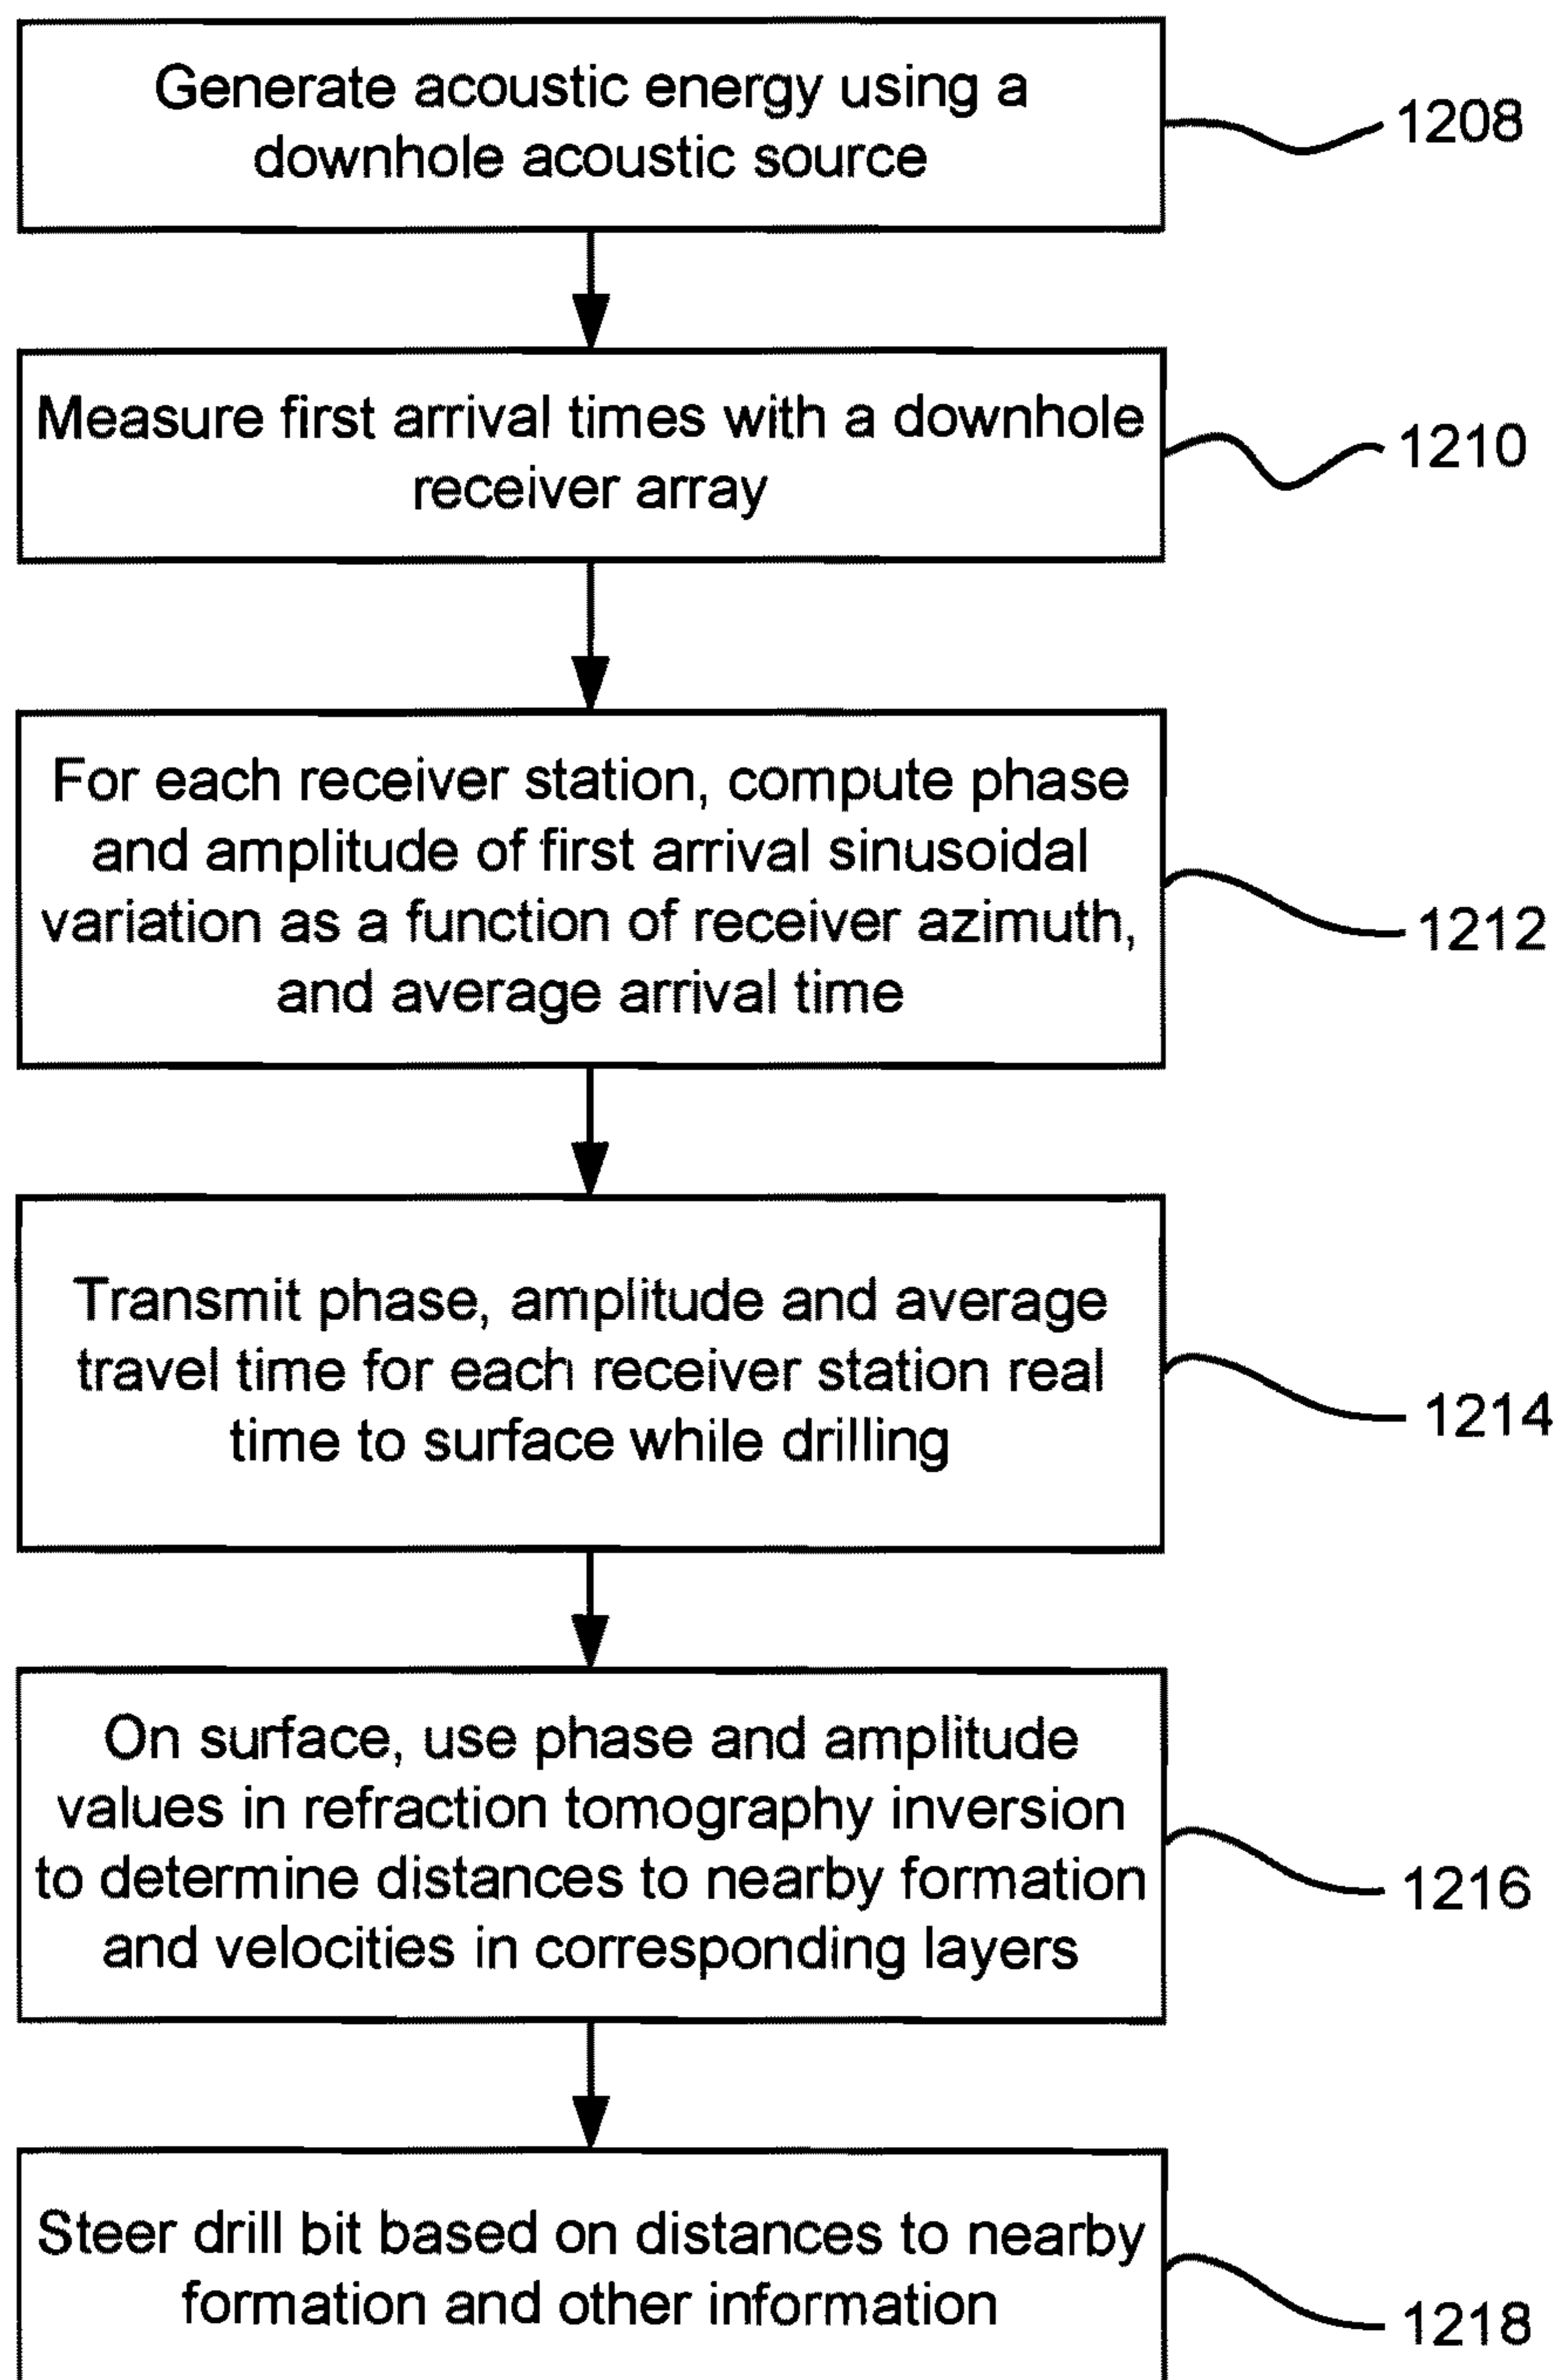 Generate acoustic energy using a
downhole acoustic source
1208
Measure first arrival times with a downhole
receiver array
1210
For each receiver station, compute phase
and amplitude of first arrival sinusoidal
variation as a function of receiver azimuth,
and average arrival time
1212
Transmit phase, amplitude and average
travel time for each receiver station real
time to surface while drilling
1214
On surface, use phase and amplitude
values in refraction tomography inversion
to determine distances to nearby formation
and velocities in corresponding layers
1216
Steer drill bit based on distances to nearby
formation and other information
1218